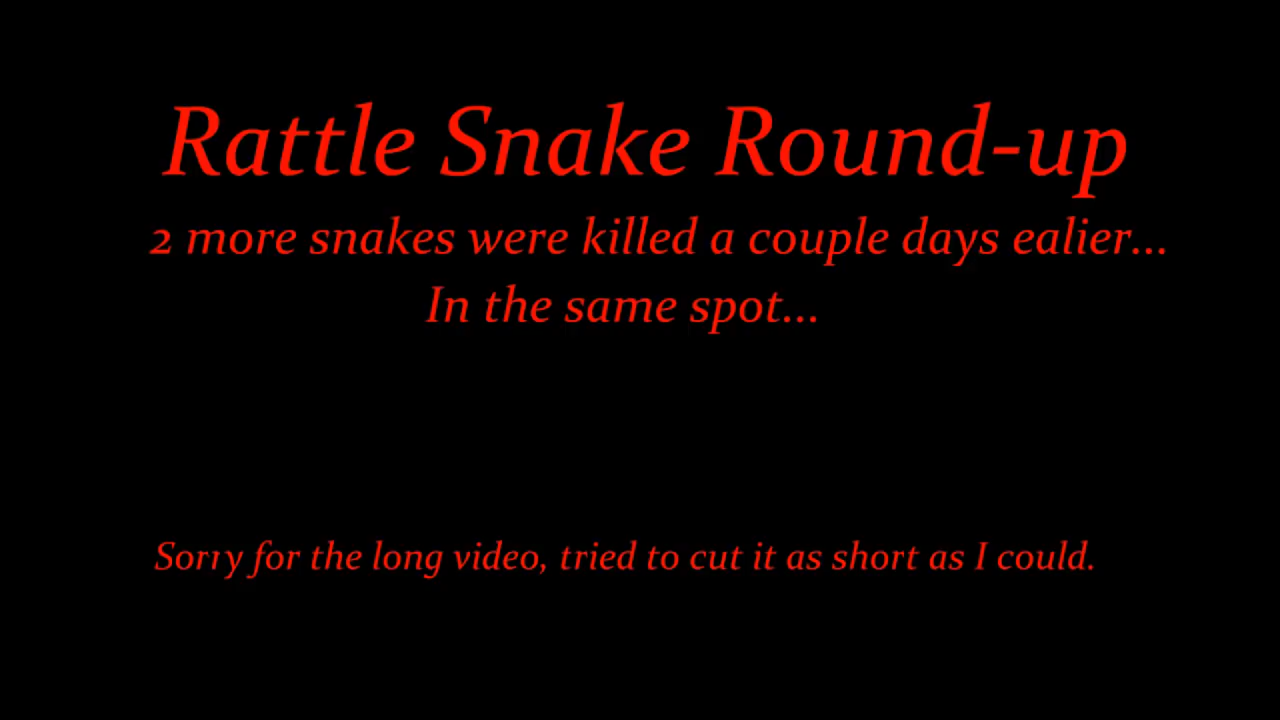 Rattle Snake Round-up
2 more snakes were killed a couple days ealier...
In the same spot...
Sorry for the long video, tried to cut it as short as I could.